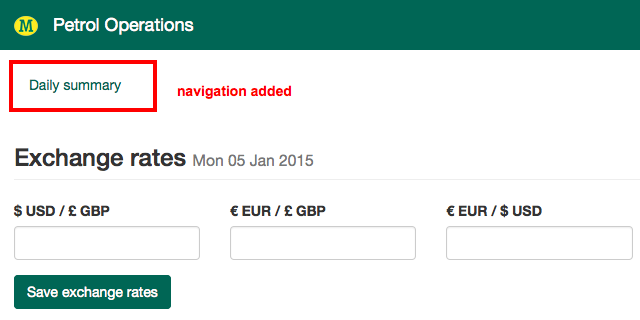 M Petrol Operations
Daily summary
navigation added
Exchange rates Mon 05 Jan 2015
$ USD / £ GBP € EUR / £ GBP € EUR / $ USD
Save exchange rates